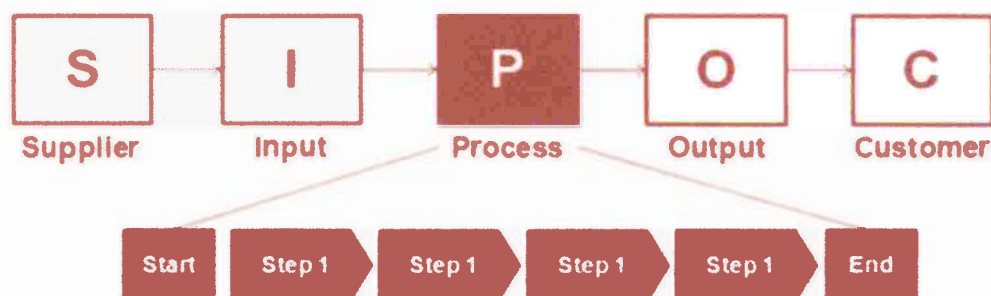 S I P O C
Supplier Input Process Output Customer
Start Step 1 Step 1 Step 1 Step 1 End